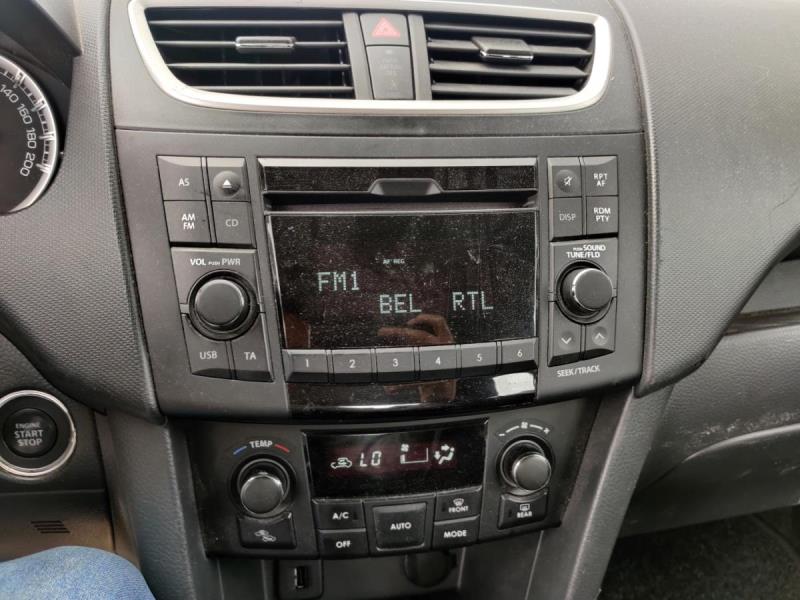 140
160
180
200
AS
AM
FM
CD
VOL PUSH PWR
USB
TA
AF REG
FM1
BEL RTL
1 2 3 4 5 6
RPT
AF
DISP
RDM
PTY
PUSH SOUND
TUNE/FLD
SEEK/TRACK
ENGINE
START
STOP
TEMP
LO
A/C
OFF
AUTO
FRONT
MODE
REAR